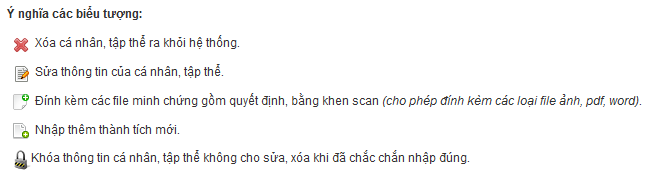 Ý nghĩa các biểu tượng:
Xóa cá nhân, tập thể ra khỏi hệ thống.
Sửa thông tin của cá nhân, tập thể.
Đính kèm các file minh chứng gồm quyết định, bằng khen scan (cho phép đính kèm các loại file ảnh, pdf, word).
Nhập thêm thành tích mới.
Khóa thông tin cá nhân, tập thể không cho sửa, xóa khi đã chắc chắn nhập đúng.